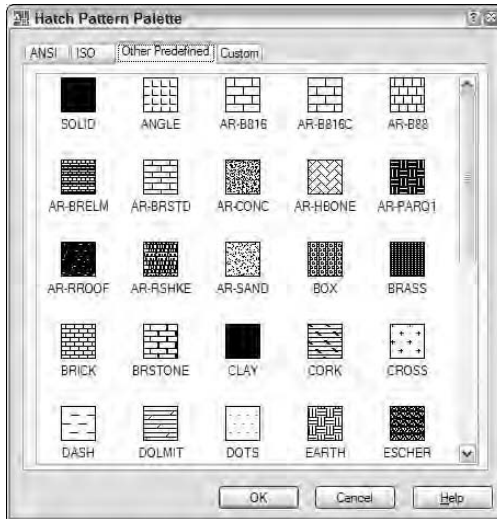 Hatch Pattern Palette
ANSI ISO Other Predefined Custom
SOLID ANGLE AR-B816 AR-B816C AR-B88
AR-BRELM AR-BRSTD AR-CONC AR-HBONE AR-PARQ1
AR-RROOF AR-RSHKE AR-SAND BOX BRASS
BRICK BRSTONE CLAY CORK CROSS
DASH DOLMIT DOTS EARTH ESCHER
OK Cancel Help